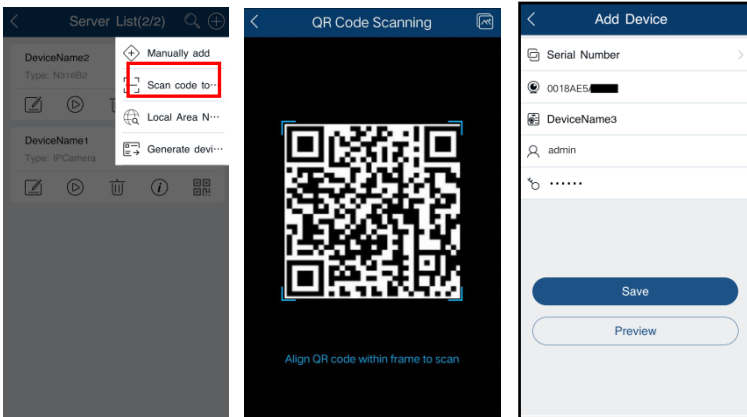 Server List(2/2)
DeviceName2
Type: N316B2
DeviceName1
Type: IPCamera
Manually add
Scan code to···
Local Area N···
Generate devi···
QR Code Scanning
Align QR code within frame to scan
Add Device
Serial Number
0018AE5
DeviceName3
admin
······
Save
Preview